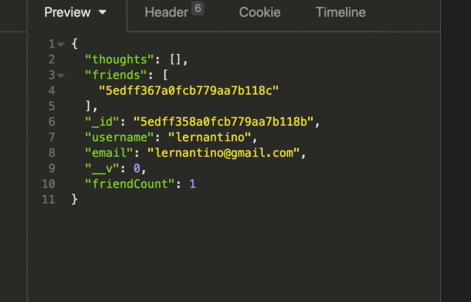 Preview Header 6 Cookie Timeline
1 {
2 "thoughts": [],
3 "friends": [
4 "5edff367a0fcb779aa7b118c"
5 ],
6 "_id": "5edff358a0fcb779aa7b118b",
7 "username": "lernantino",
8 "email": "lernantino@gmail.com",
9 "__v": 0,
10 "friendCount": 1
11 }